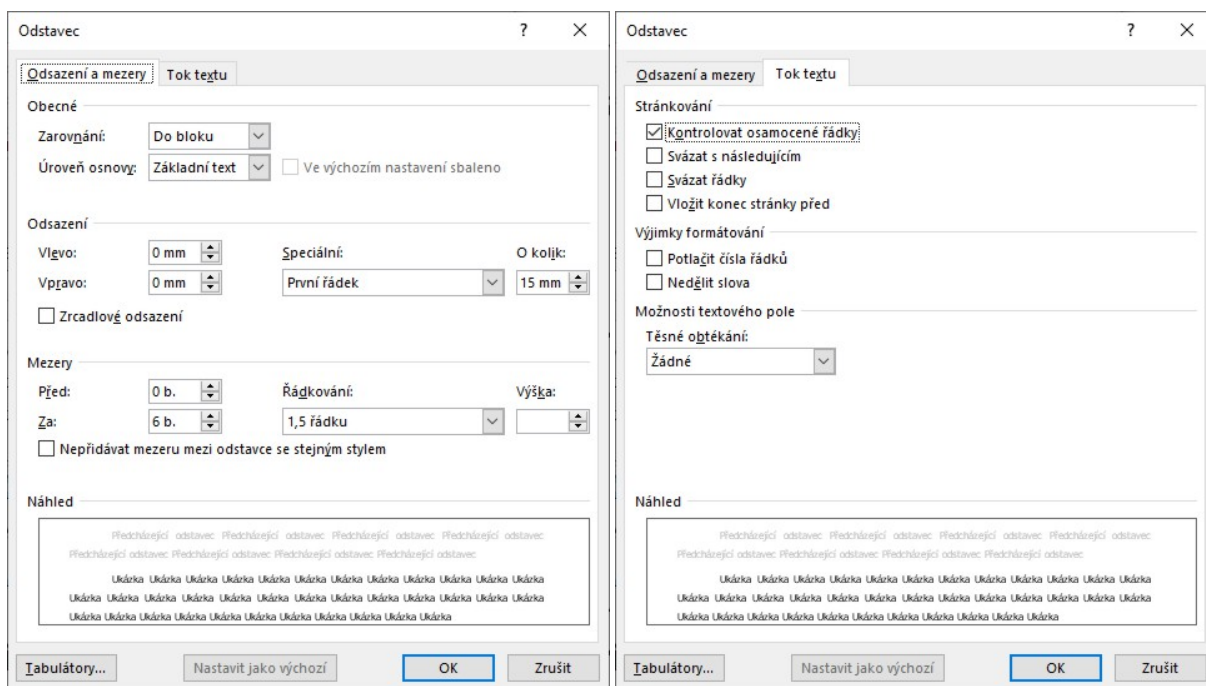 Odstavec ? ×
Odsazení a mezery Tok textu
Obecné
Zarovnání: Do bloku
Úroveň osnovy: Základní text Ve výchozím nastavení sbaleno
Odsazení
Vlevo: 0 mm Speciální: O kolik:
Vpravo: 0 mm První řádek 15 mm
Zrcadlové odsazení
Mezery
Před: 0 b. Řádkování: Výška:
Za: 6 b. 1,5 řádku
Nepřidávat mezeru mezi odstavce se stejným stylem
Náhled
Předcházející odstavec Předcházející odstavec Předcházející odstavec Předcházející odstavec
Předcházející odstavec Předcházející odstavec Předcházející odstavec Předcházející odstavec
Ukázka Ukázka Ukázka Ukázka Ukázka Ukázka Ukázka Ukázka Ukázka Ukázka Ukázka Ukázka
Ukázka Ukázka Ukázka Ukázka Ukázka Ukázka Ukázka Ukázka Ukázka Ukázka Ukázka Ukázka Ukázka
Ukázka Ukázka Ukázka Ukázka Ukázka Ukázka Ukázka Ukázka Ukázka Ukázka Ukázka
Tabulátory... Nastavit jako výchozí OK Zrušit
Odstavec ? ×
Odsazení a mezery Tok textu
Stránkování
Kontrolovat osamocené řádky
Svázat s následujícím
Svázat řádky
Vložit konec stránky před
Výjimky formátování
Potlačit čísla řádků
Nedělit slova
Možnosti textového pole
Těsné obtékání:
Žádné
Náhled
Předcházející odstavec Předcházející odstavec Předcházející odstavec Předcházející odstavec
Předcházející odstavec Předcházející odstavec Předcházející odstavec Předcházející odstavec
Ukázka Ukázka Ukázka Ukázka Ukázka Ukázka Ukázka Ukázka Ukázka Ukázka Ukázka Ukázka
Ukázka Ukázka Ukázka Ukázka Ukázka Ukázka Ukázka Ukázka Ukázka Ukázka Ukázka Ukázka Ukázka
Ukázka Ukázka Ukázka Ukázka Ukázka Ukázka Ukázka Ukázka Ukázka Ukázka Ukázka
Tabulátory... Nastavit jako výchozí OK Zrušit